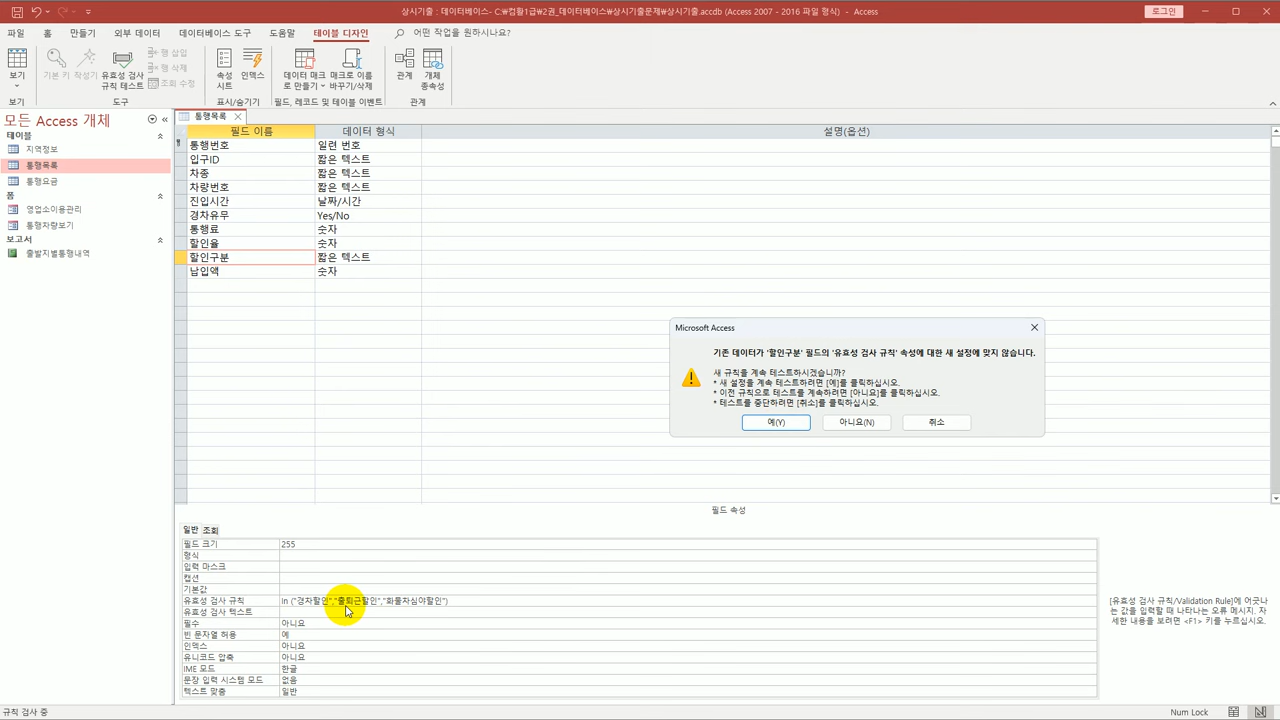 상시기출 : 데이터베이스- C:₩컴활1급₩2권_데이터베이스₩상시기출문제₩상시기출.accdb (Access 2007 - 2016 파일 형식) - Access
로그인
파일 홈 만들기 외부 데이터 데이터베이스 도구 도움말 테이블 디자인 어떤 작업을 원하시나요?
보기
기본 키
작성기
유효성 검사
규칙 테스트
행 삽입
행 삭제
조회 수정
속성
시트
인덱스
데이터 매크
로 만들기
매크로 이름
바꾸기/삭제
관계
개체
종속성
보기
도구
표시/숨기기
필드, 레코드 및 테이블 이벤트
관계
모든 Access 개체
테이블
지역정보
통행목록
통행요금
폼
영업소이용관리
통행차량보기
보고서
출발지별통행내역
통행목록
필드 이름 데이터 형식 설명(옵션)
통행번호 일련 번호
입구ID 짧은 텍스트
차종 짧은 텍스트
차량번호 짧은 텍스트
진입시간 날짜/시간
경차유무 Yes/No
통행료 숫자
할인율 숫자
할인구분 짧은 텍스트
납입액 숫자
Microsoft Access
기존 데이터가 '할인구분' 필드의 '유효성 검사 규칙' 속성에 대한 새 설정에 맞지 않습니다.
새 규칙을 계속 테스트하시겠습니까?
* 새 설정을 계속 테스트하려면 [예]를 클릭하십시오.
* 이전 규칙으로 테스트를 계속하려면 [아니요]를 클릭하십시오.
* 테스트를 중단하려면 [취소]를 클릭하십시오.
예(Y) 아니요(N) 취소
필드 속성
일반 조회
필드 크기 255
형식
입력 마스크
캡션
기본값
유효성 검사 규칙 In ("경차할인","출퇴근할인","화물차심야할인")
유효성 검사 텍스트
필수 아니요
빈 문자열 허용 예
인덱스 아니요
유니코드 압축 아니요
IME 모드 한글
문장 입력 시스템 모드 없음
텍스트 맞춤 일반
[유효성 검사 규칙/Validation Rule]에 어긋나
는 값을 입력할 때 나타나는 오류 메시지. 자
세한 내용을 보려면 <F1> 키를 누르십시오.
규칙 검사 중
Num Lock